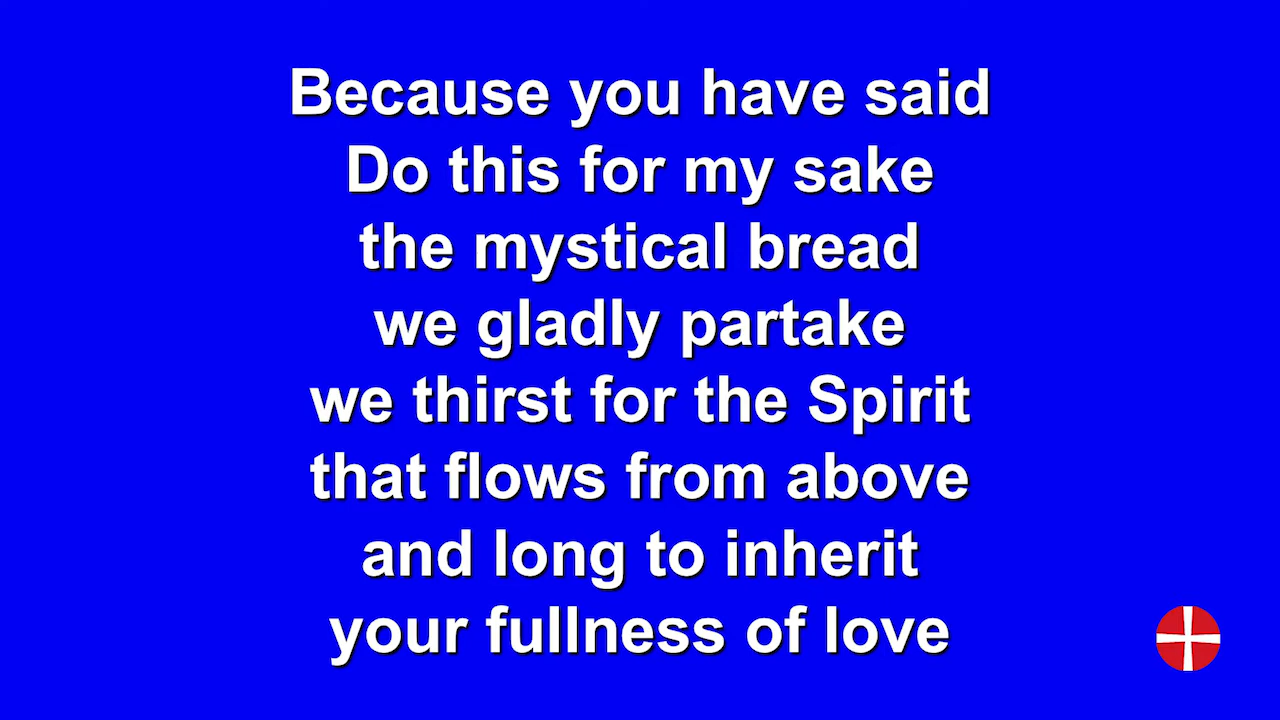 Because you have said
Do this for my sake
the mystical bread
we gladly partake
we thirst for the Spirit
that flows from above
and long to inherit
your fullness of love